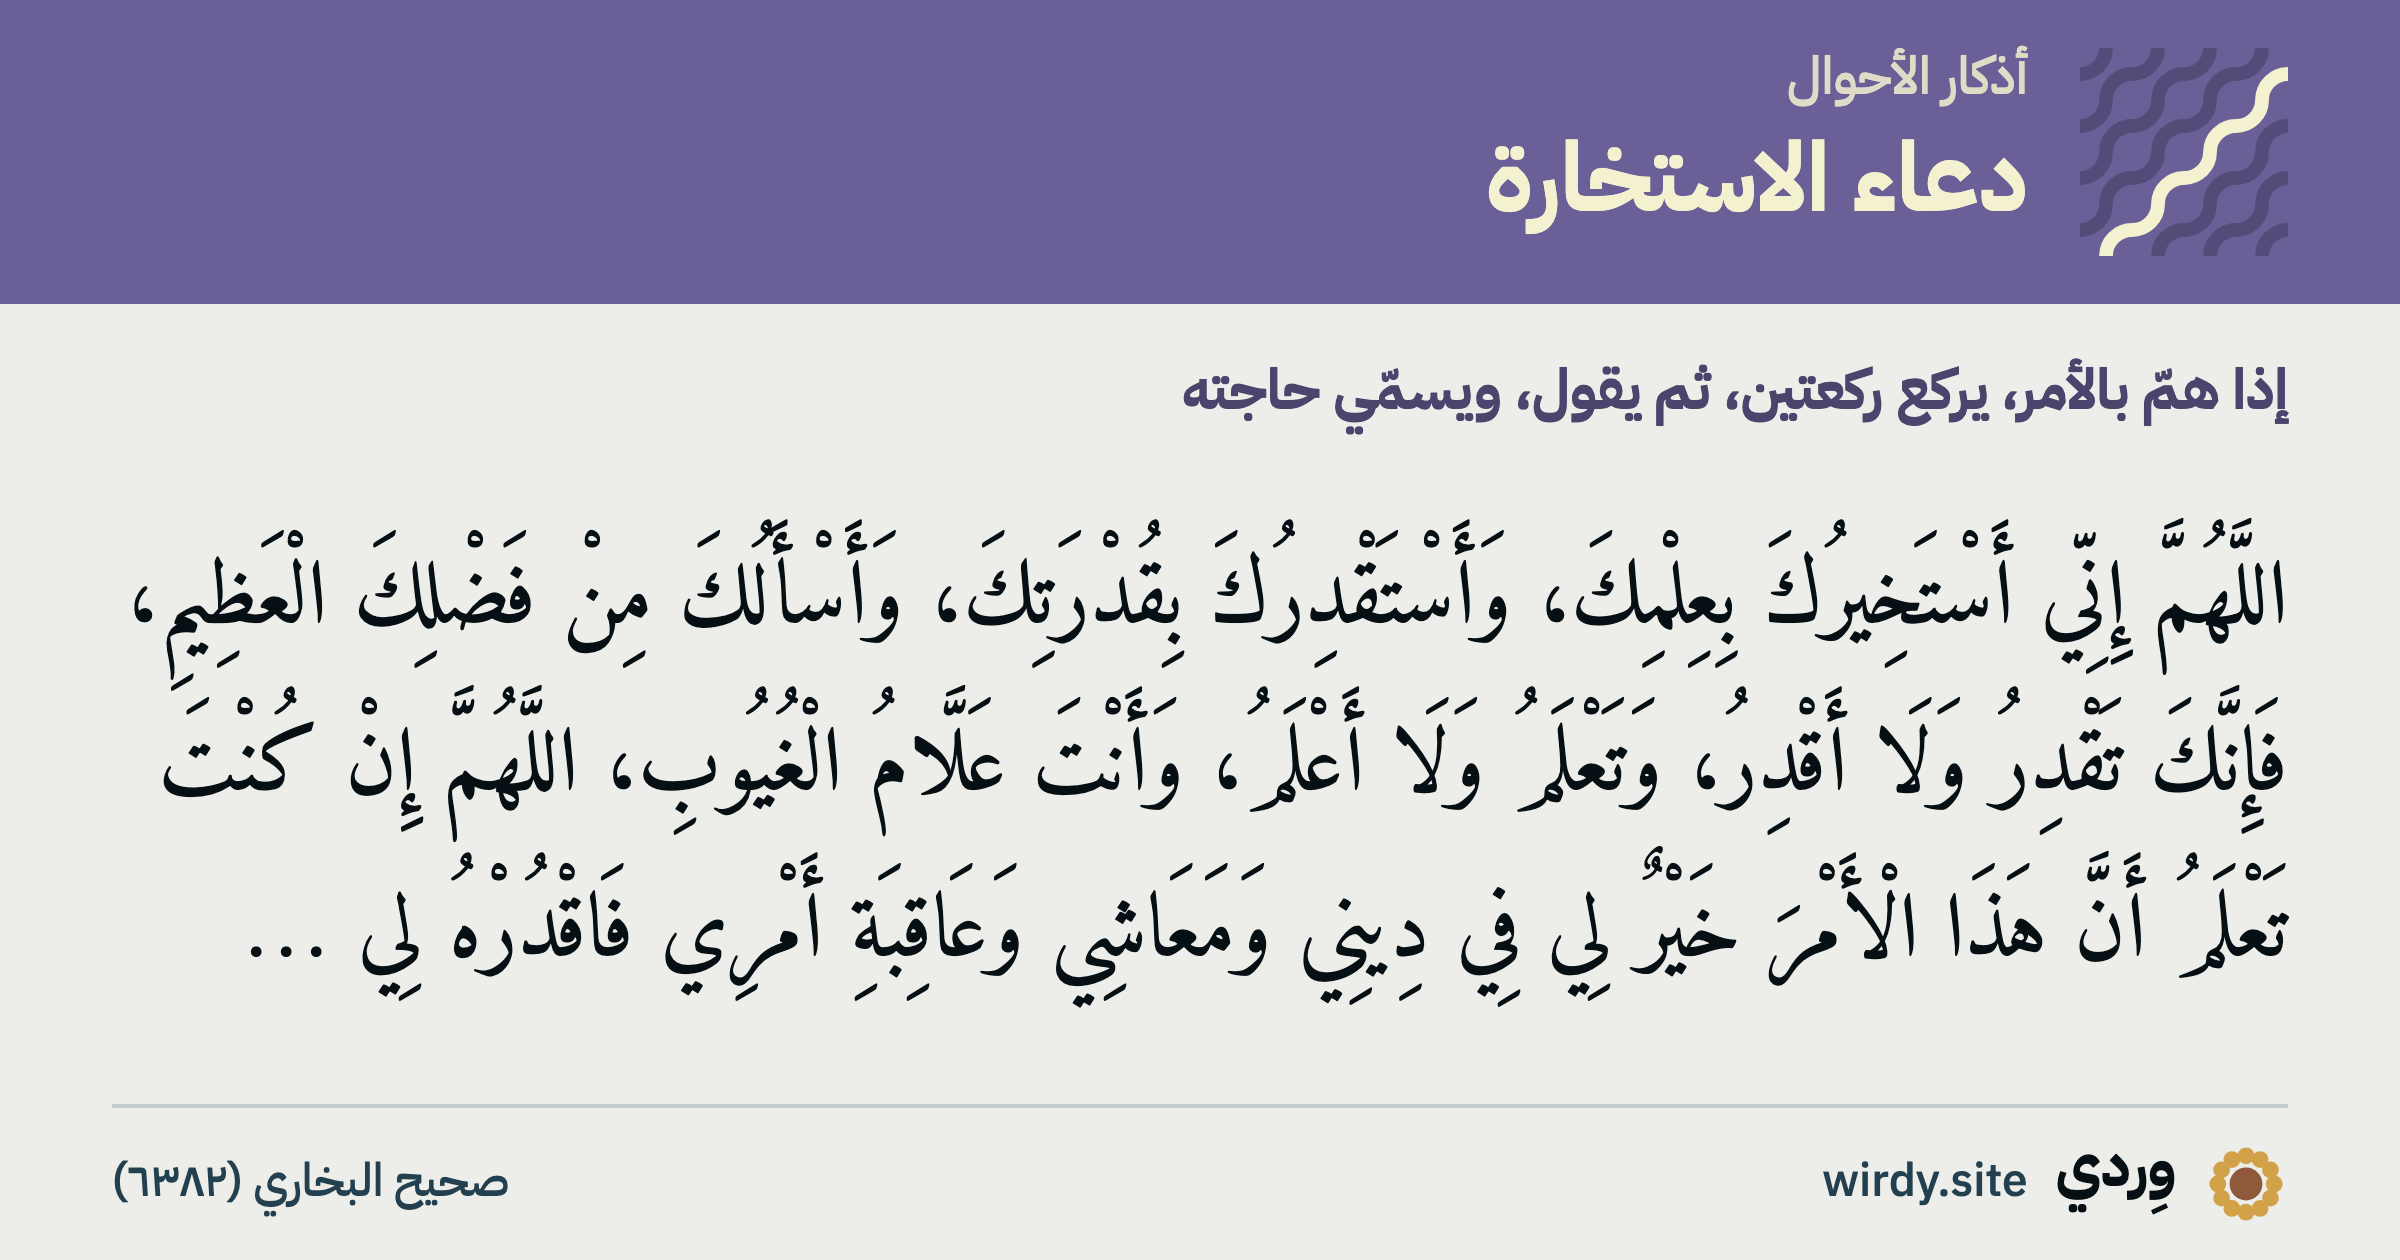 أذكار الأحوال
دعاء الاستخارة
إذا همّ بالأمر، يركع ركعتين، ثم يقول، ويسمّي حاجته
اللَّهُمَّ إِنِّي أَسْتَخِيرُكَ بِعِلْمِكَ، وَأَسْتَقْدِرُكَ بِقُدْرَتِكَ، وَأَسْأَلُكَ مِنْ فَضْلِكَ الْعَظِيمِ،
فَإِنَّكَ تَقْدِرُ وَلَا أَقْدِرُ، وَتَعْلَمُ وَلَا أَعْلَمُ، وَأَنْتَ عَلَّامُ الْغُيُوبِ، اللَّهُمَّ إِنْ كُنْتَ
تَعْلَمُ أَنَّ هَذَا الْأَمْرَ خَيْرٌ لِي فِي دِينِي وَمَعَاشِي وَعَاقِبَةِ أَمْرِي فَاقْدُرْهُ لِي ...
وِردي wirdy.site
صحيح البخاري (٦٣٨٢)